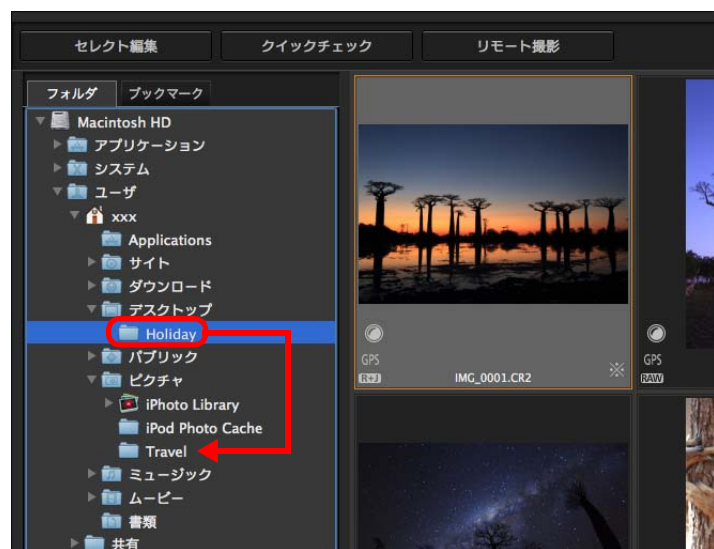 セレクト編集 クイックチェック リモート撮影
フォルダ ブックマーク
Macintosh HD
アプリケーション
システム
ユーザ
xxx
Applications
サイト
ダウンロード
デスクトップ
Holiday
パブリック
ピクチャ
iPhoto Library
iPod Photo Cache
Travel
ミュージック
ムービー
書類
共有
GPS
R+J IMG_0001.CR2 ※
GPS
RAW